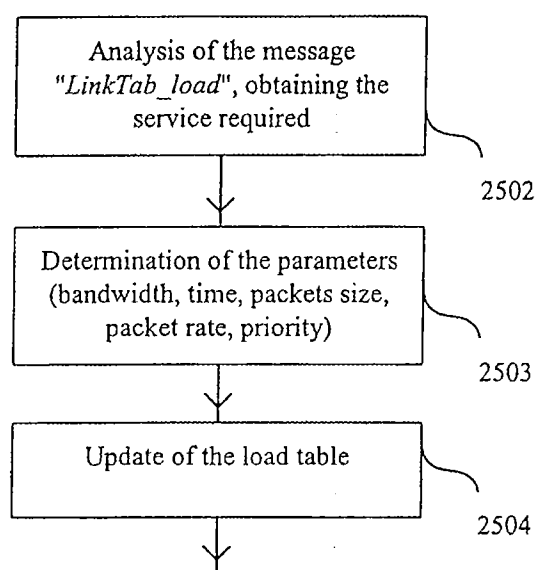 Analysis of the message
"LinkTab_load", obtaining the
service required
2502
Determination of the parameters
(bandwidth, time, packets size,
packet rate, priority)
2503
Update of the load table
2504